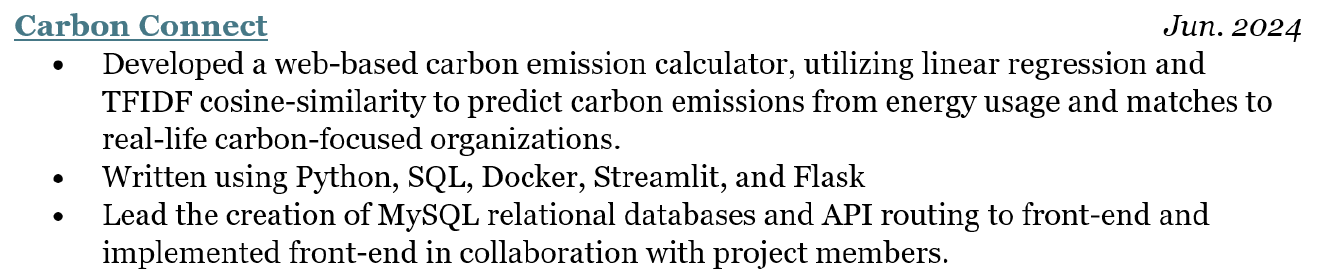 Carbon Connect Jun. 2024
• Developed a web-based carbon emission calculator, utilizing linear regression and
TFIDF cosine-similarity to predict carbon emissions from energy usage and matches to
real-life carbon-focused organizations.
• Written using Python, SQL, Docker, Streamlit, and Flask
• Lead the creation of MySQL relational databases and API routing to front-end and
implemented front-end in collaboration with project members.